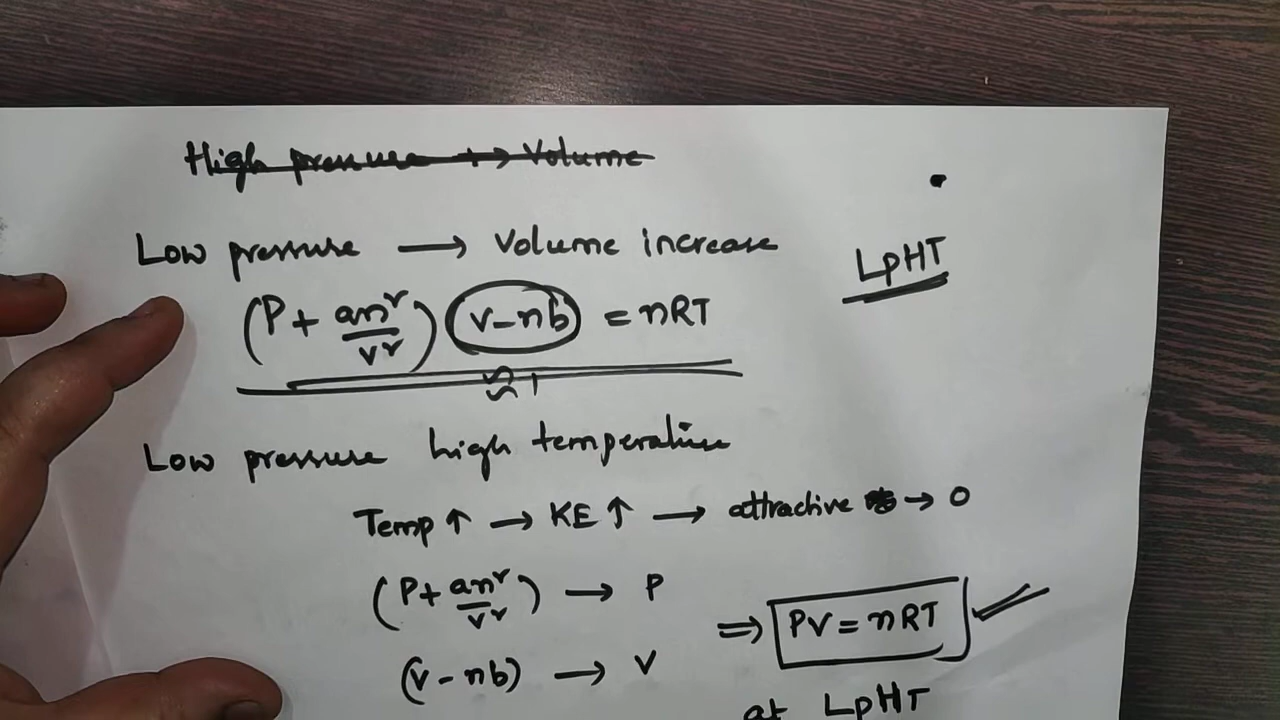 High pressure → Volume
Low pressure → Volume increase
LPHT
(P + an²/V²) (V-nb) = nRT
≈ 1
Low pressure high temperature
Temp ↑ → KE ↑ → attractive → 0
(P + an²/V²) → P
⇒ PV = nRT ✓
(V - nb) → V
at LPHT